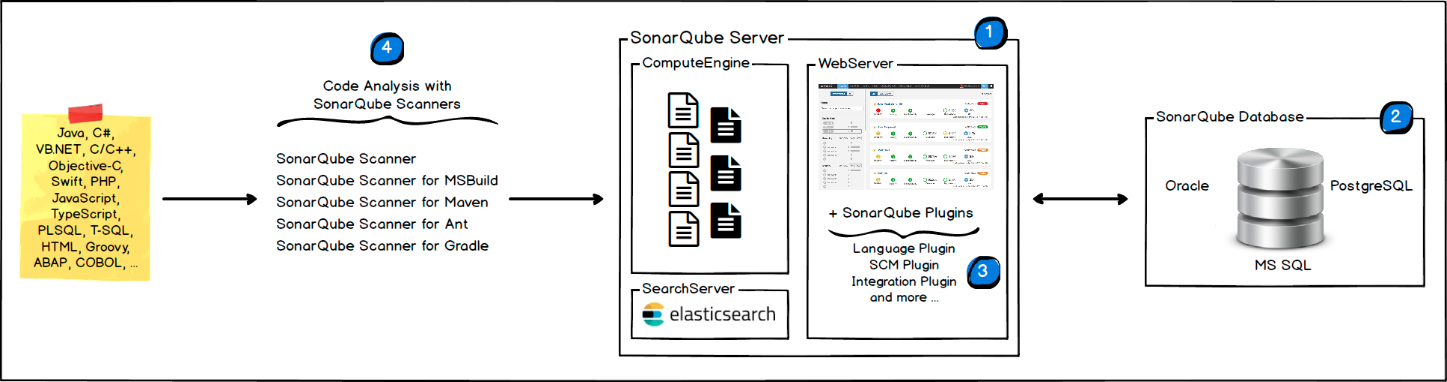 Java, C#,
VB.NET, C/C++,
Objective-C,
Swift, PHP,
JavaScript,
TypeScript,
PLSQL, T-SQL,
HTML, Groovy,
ABAP, COBOL, ...
4
Code Analysis with
SonarQube Scanners
SonarQube Scanner
SonarQube Scanner for MSBuild
SonarQube Scanner for Maven
SonarQube Scanner for Ant
SonarQube Scanner for Gradle
1
SonarQube Server
ComputeEngine
SearchServer
elasticsearch
WebServer
+ SonarQube Plugins
Language Plugin
SCM Plugin
Integration Plugin
and more ...
3
2
SonarQube Database
Oracle
PostgreSQL
MS SQL